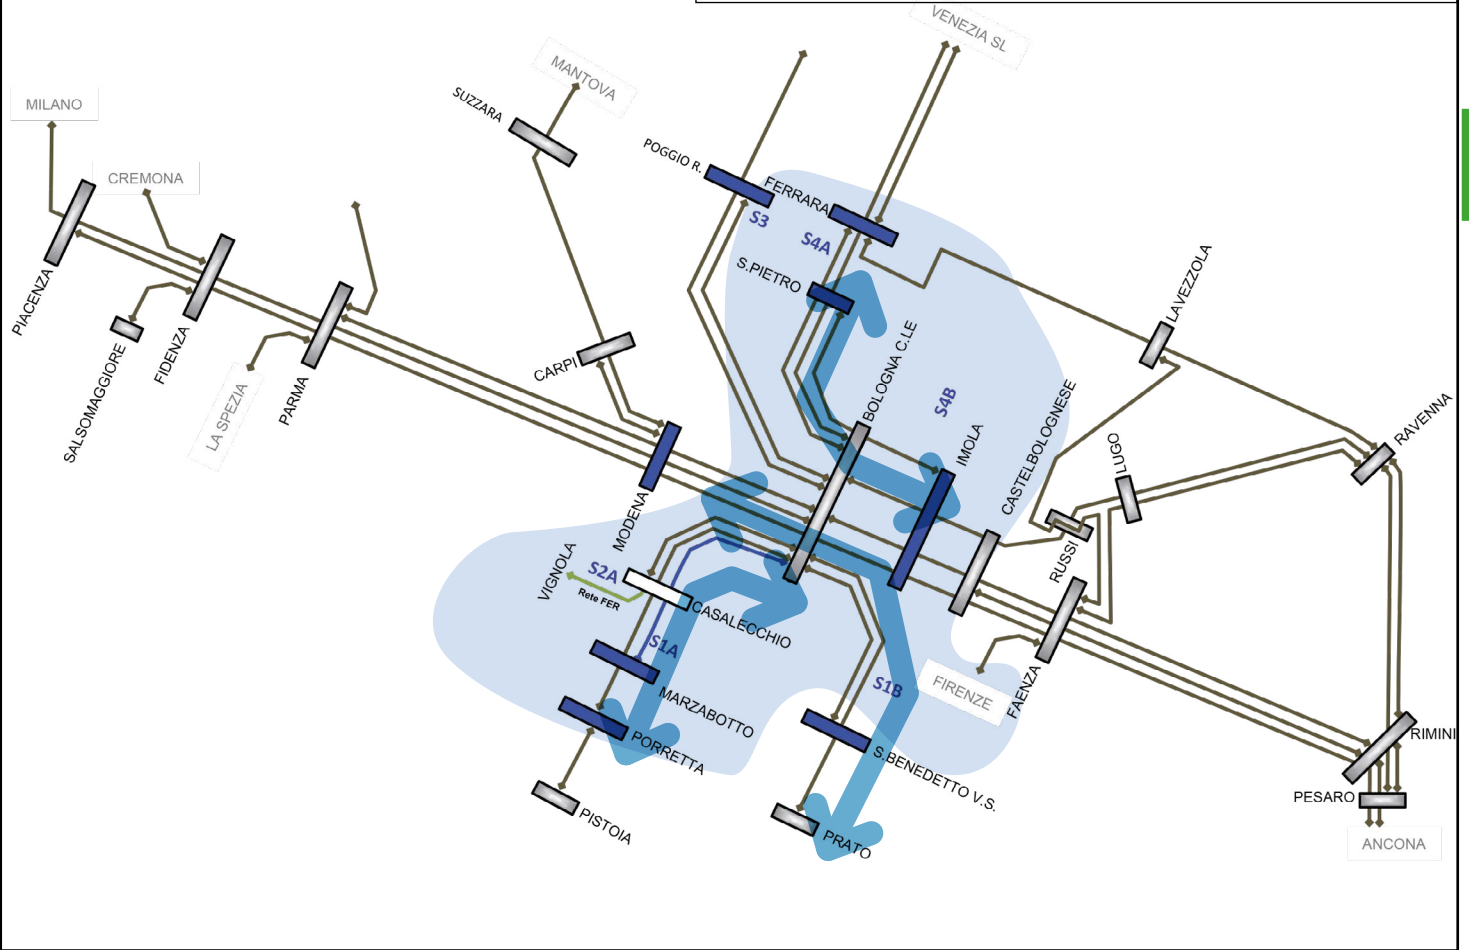 VENEZIA SL
MANTOVA
MILANO
SUZZARA
CREMONA
POGGIO R.
FERRARA
S3
S4A
S.PIETRO
LAVEZZOLA
PIACENZA
SALSOMAGGIORE
FIDENZA
LA SPEZIA
PARMA
CARPI
BOLOGNA C.LE
S4B
IMOLA
CASTELBOLOGNESE
LUGO
RAVENNA
MODENA
RUSSI
VIGNOLA
S2A
Rete FER
CASALECCHIO
S1A
MARZABOTTO
S1B
FIRENZE
FAENZA
PORRETTA
S.BENEDETTO V.S.
RIMINI
PESARO
PISTOIA
PRATO
ANCONA